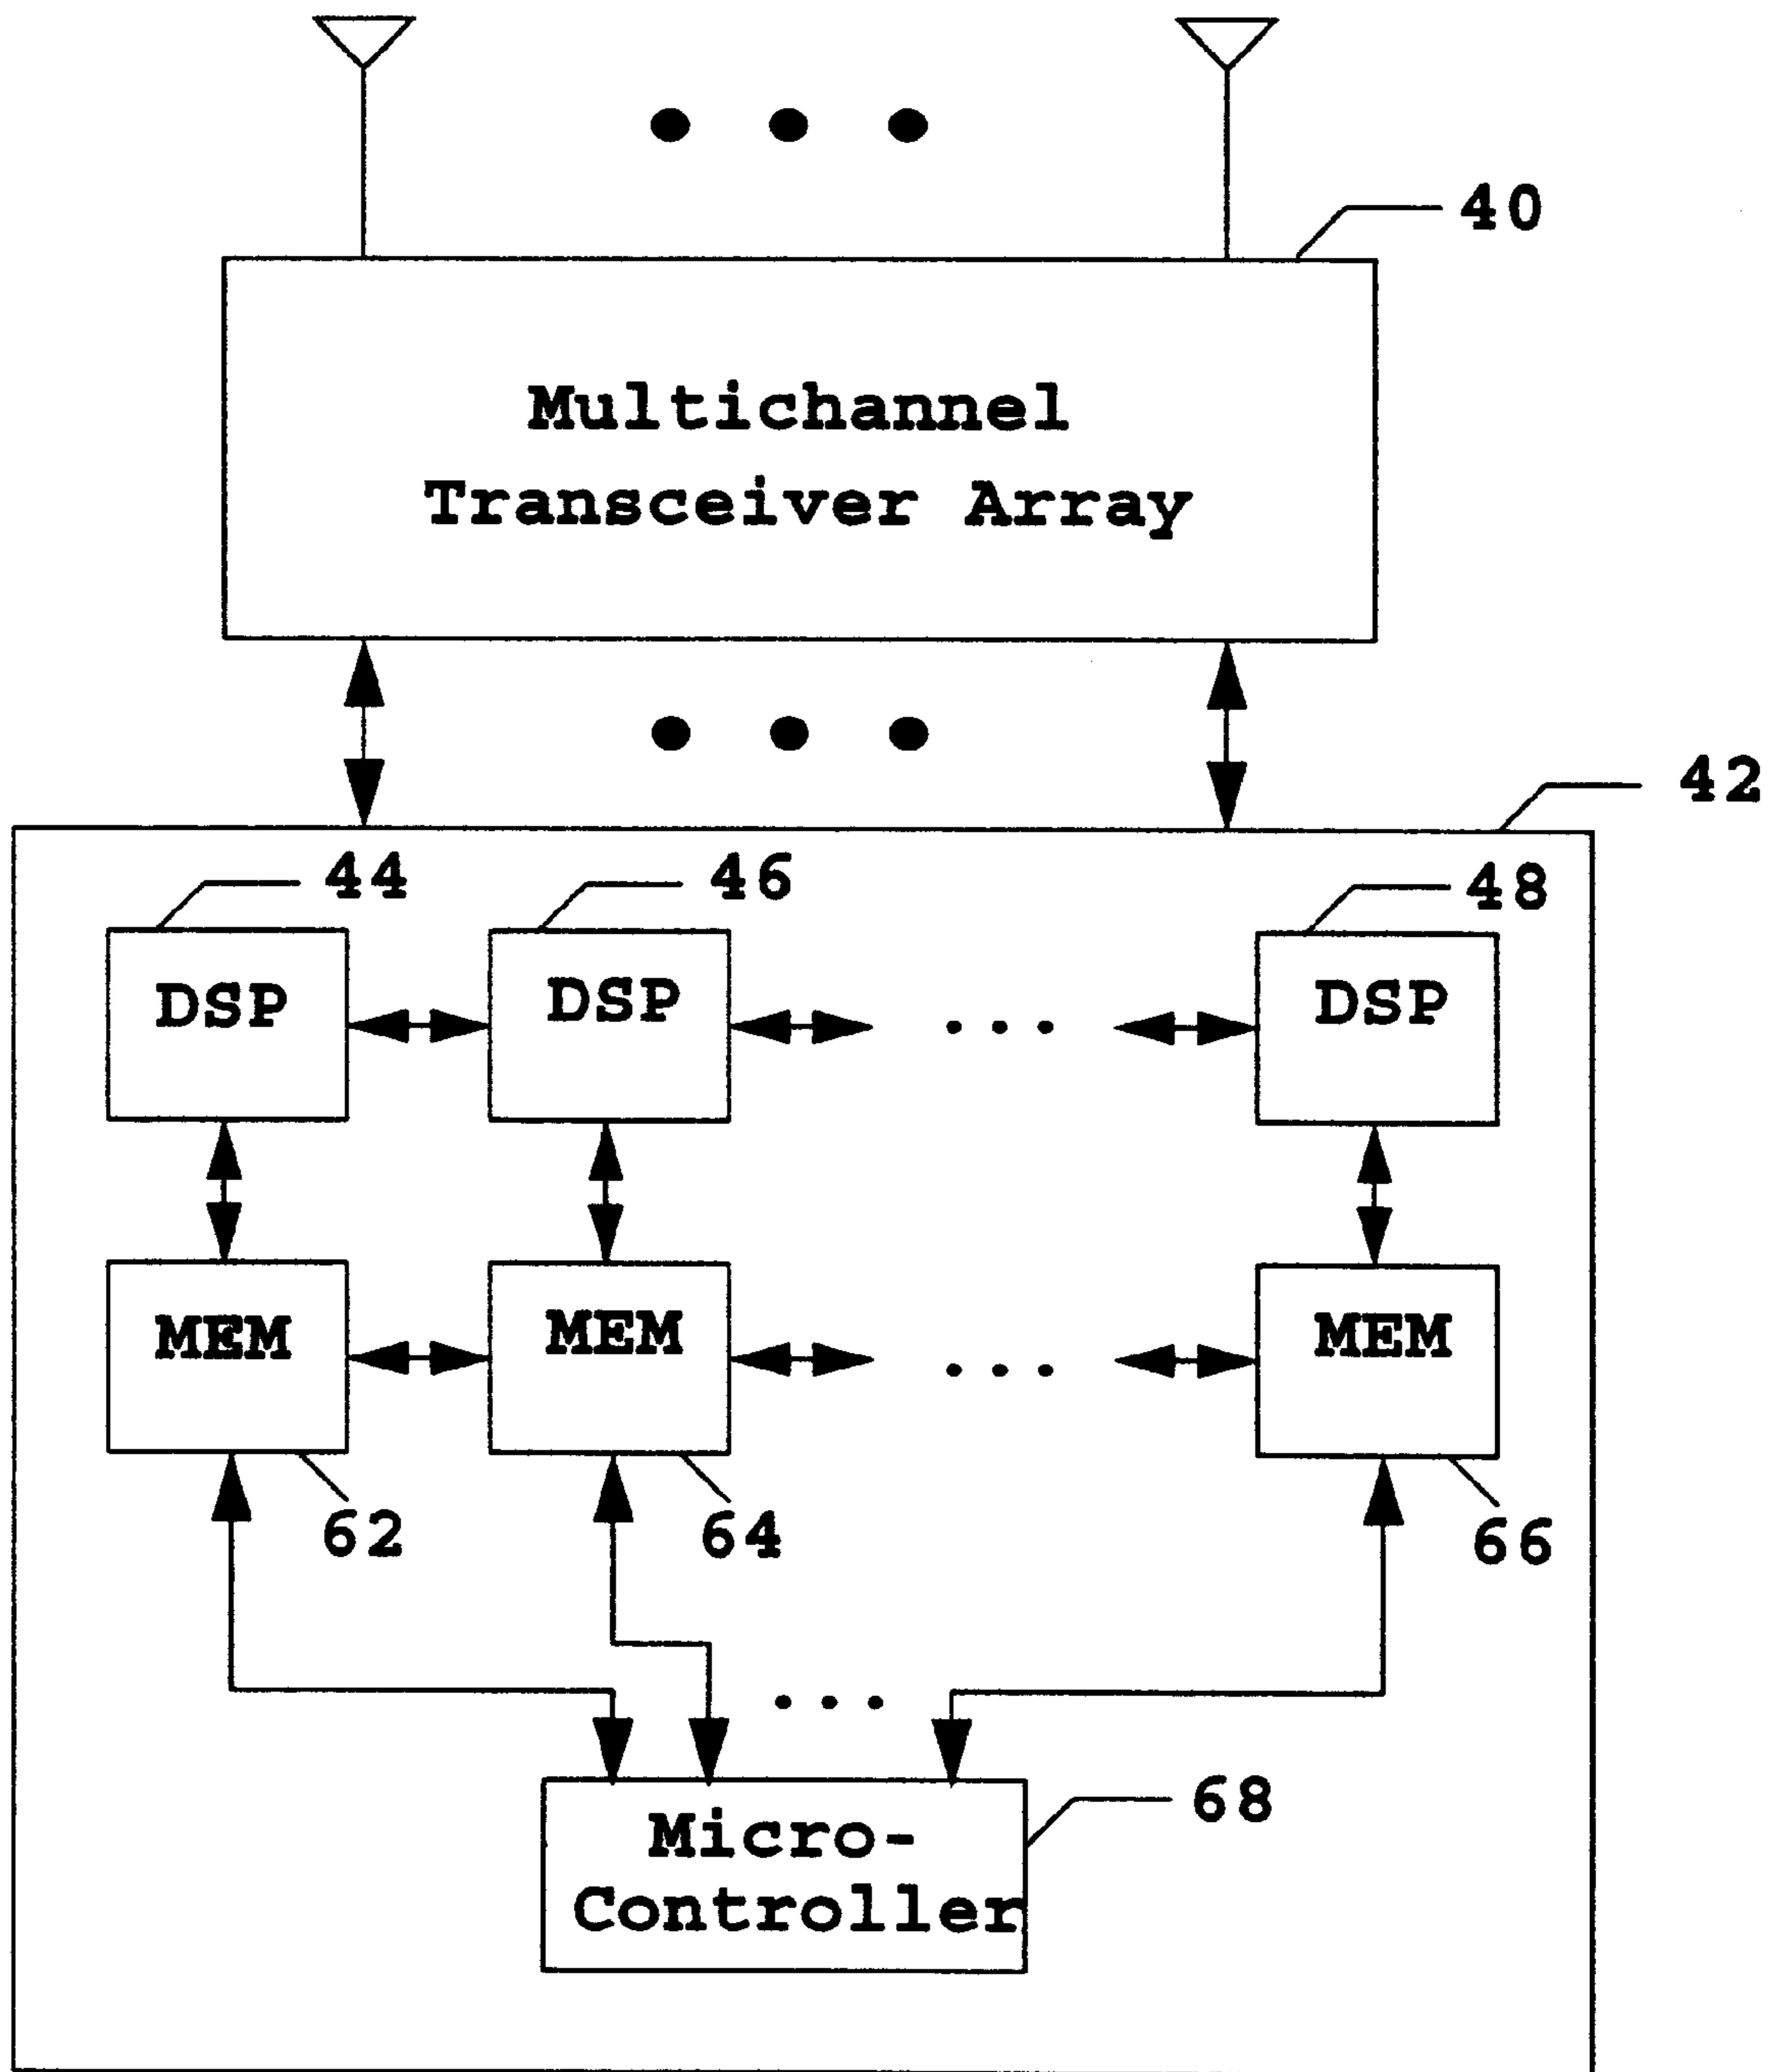 40
Multichannel
Transceiver Array
42
44
46
48
DSP
DSP
DSP
MEM
MEM
MEM
62
64
66
68
Micro-
Controller